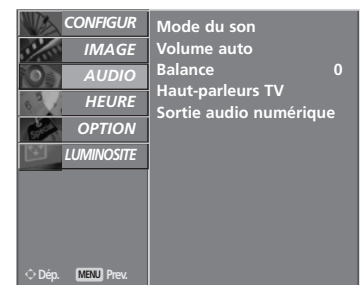 CONFIGUR
IMAGE
AUDIO
HEURE
OPTION
LUMINOSITE
Mode du son
Volume auto
Balance 0
Haut-parleurs TV
Sortie audio numérique
Dép. MENU Prev.